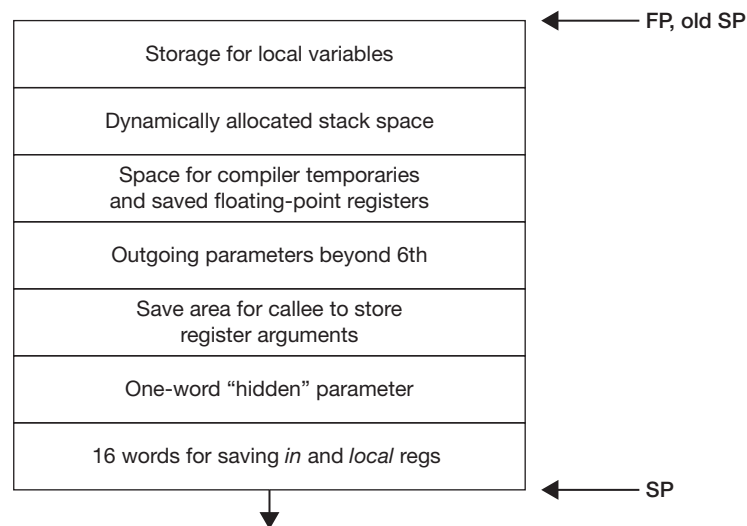 FP, old SP
Storage for local variables
Dynamically allocated stack space
Space for compiler temporaries
and saved floating-point registers
Outgoing parameters beyond 6th
Save area for callee to store
register arguments
One-word “hidden” parameter
16 words for saving in and local regs
SP